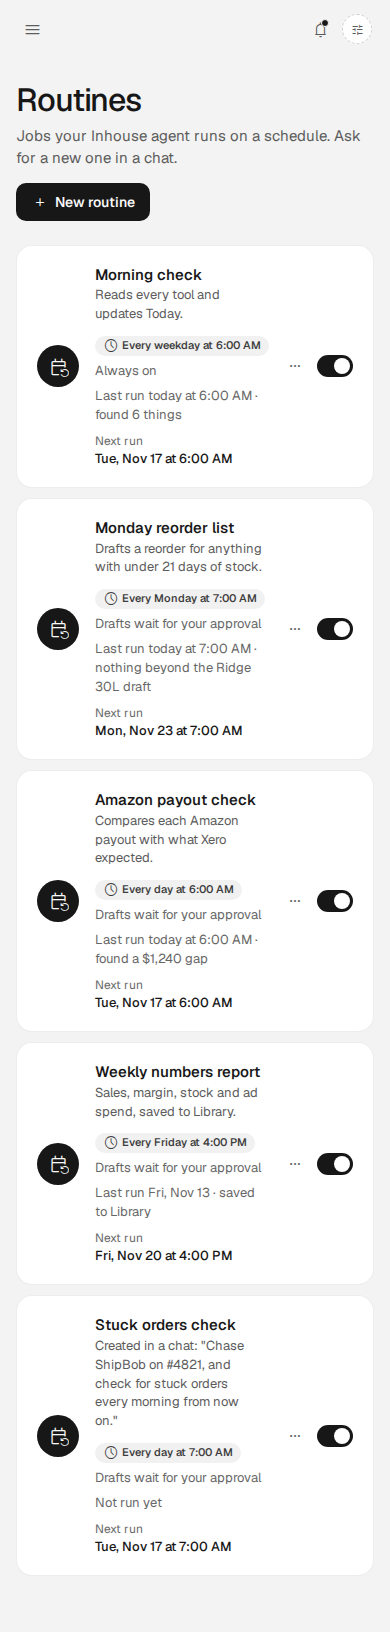 Routines
Jobs your Inhouse agent runs on a schedule. Ask
for a new one in a chat.
+ New routine
Morning check
Reads every tool and
updates Today.
Every weekday at 6:00 AM
Always on
Last run today at 6:00 AM ·
found 6 things
Next run
Tue, Nov 17 at 6:00 AM
Monday reorder list
Drafts a reorder for anything
with under 21 days of stock.
Every Monday at 7:00 AM
Drafts wait for your approval
Last run today at 7:00 AM ·
nothing beyond the Ridge
30L draft
Next run
Mon, Nov 23 at 7:00 AM
Amazon payout check
Compares each Amazon
payout with what Xero
expected.
Every day at 6:00 AM
Drafts wait for your approval
Last run today at 6:00 AM ·
found a $1,240 gap
Next run
Tue, Nov 17 at 6:00 AM
Weekly numbers report
Sales, margin, stock and ad
spend, saved to Library.
Every Friday at 4:00 PM
Drafts wait for your approval
Last run Fri, Nov 13 · saved
to Library
Next run
Fri, Nov 20 at 4:00 PM
Stuck orders check
Created in a chat: "Chase
ShipBob on #4821, and
check for stuck orders
every morning from now
on."
Every day at 7:00 AM
Drafts wait for your approval
Not run yet
Next run
Tue, Nov 17 at 7:00 AM